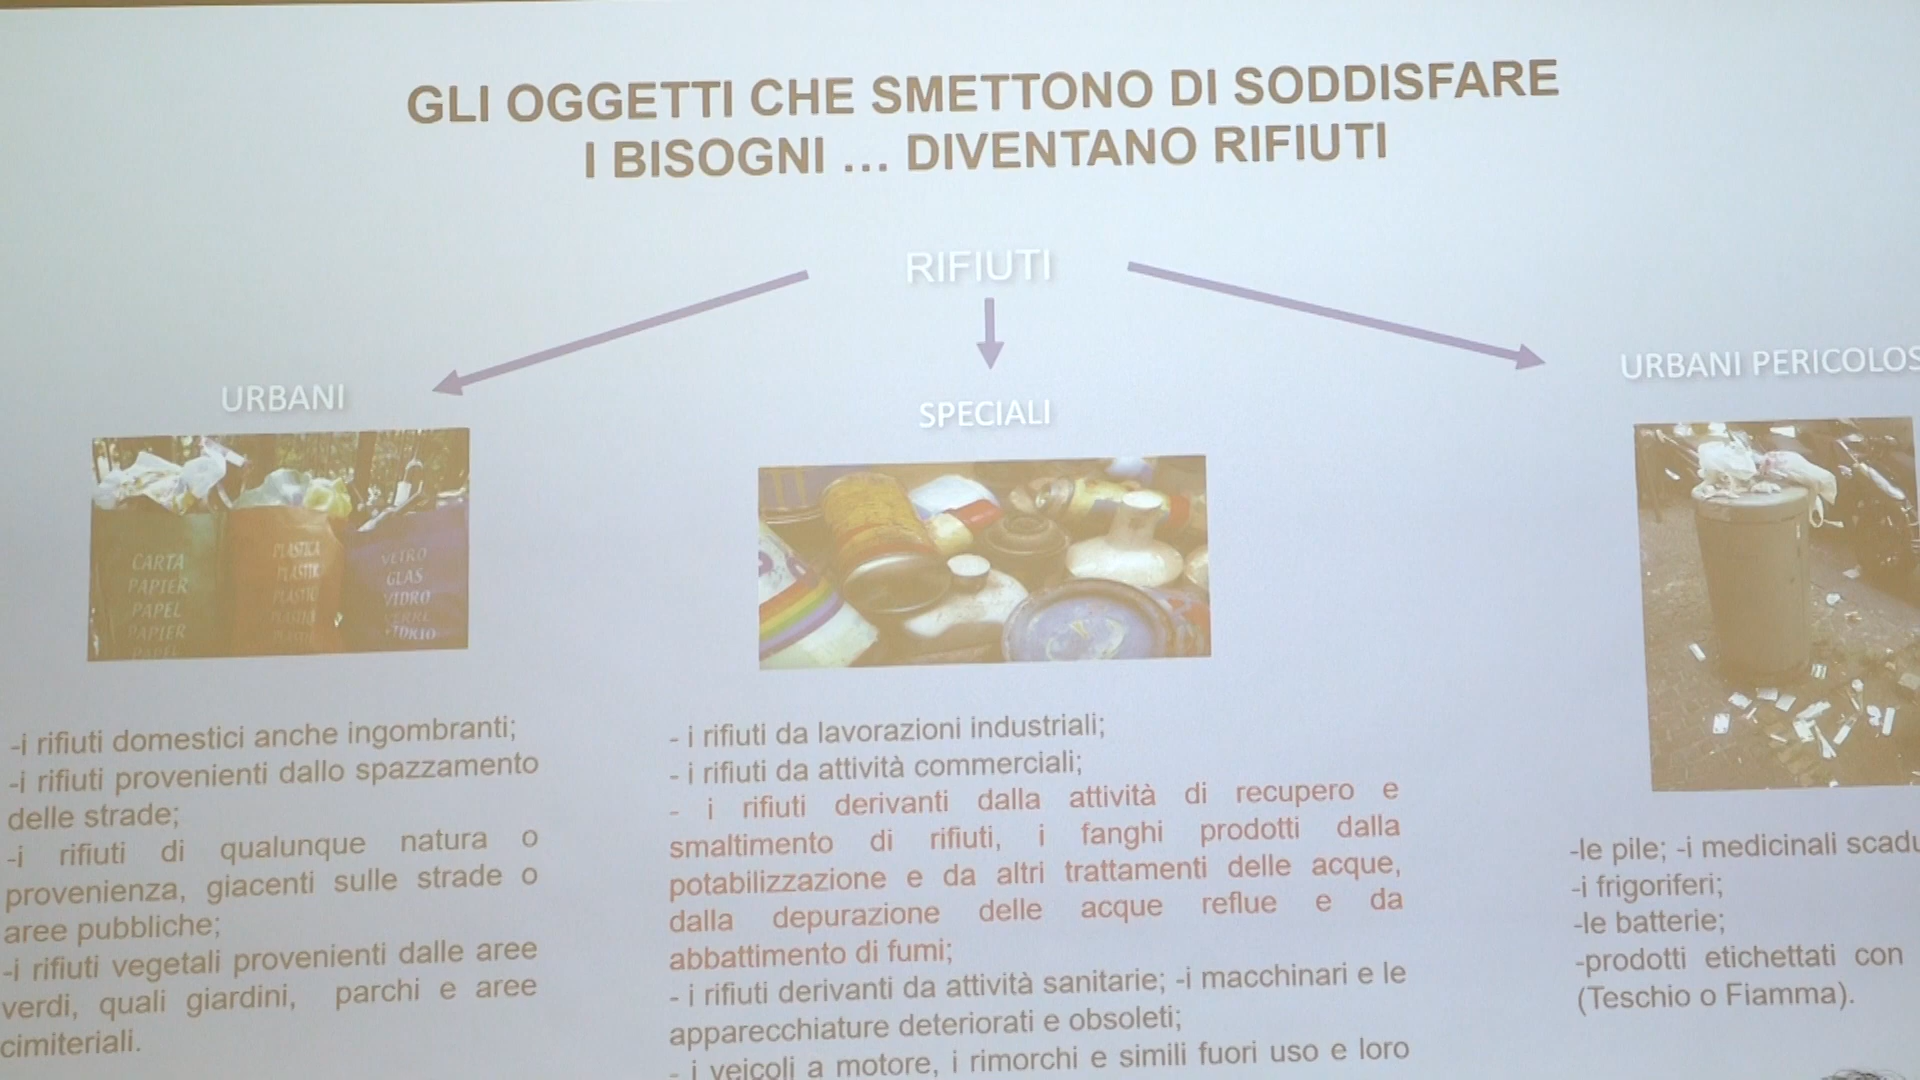 GLI OGGETTI CHE SMETTONO DI SODDISFARE
I BISOGNI ... DIVENTANO RIFIUTI
RIFIUTI
URBANI
CARTA
PAPIER
PAPEL
PAPIER
PAPEL
PLASTICA
PLASTIK
PLASTIC
VETRO
GLAS
VIDRO
VERRE
VIDRIO
-i rifiuti domestici anche ingombranti;
-i rifiuti provenienti dallo spazzamento
delle strade;
-i rifiuti di qualunque natura o
provenienza, giacenti sulle strade o
aree pubbliche;
-i rifiuti vegetali provenienti dalle aree
verdi, quali giardini, parchi e aree
cimiteriali.
SPECIALI
- i rifiuti da lavorazioni industriali;
- i rifiuti da attività commerciali;
- i rifiuti derivanti dalla attività di recupero e
smaltimento di rifiuti, i fanghi prodotti dalla
potabilizzazione e da altri trattamenti delle acque,
dalla depurazione delle acque reflue e da
abbattimento di fumi;
- i rifiuti derivanti da attività sanitarie; -i macchinari e le
apparecchiature deteriorati e obsoleti;
- i veicoli a motore, i rimorchi e simili fuori uso e loro
URBANI PERICOLOS
-le pile; -i medicinali scadu
-i frigoriferi;
-le batterie;
-prodotti etichettati con
(Teschio o Fiamma).